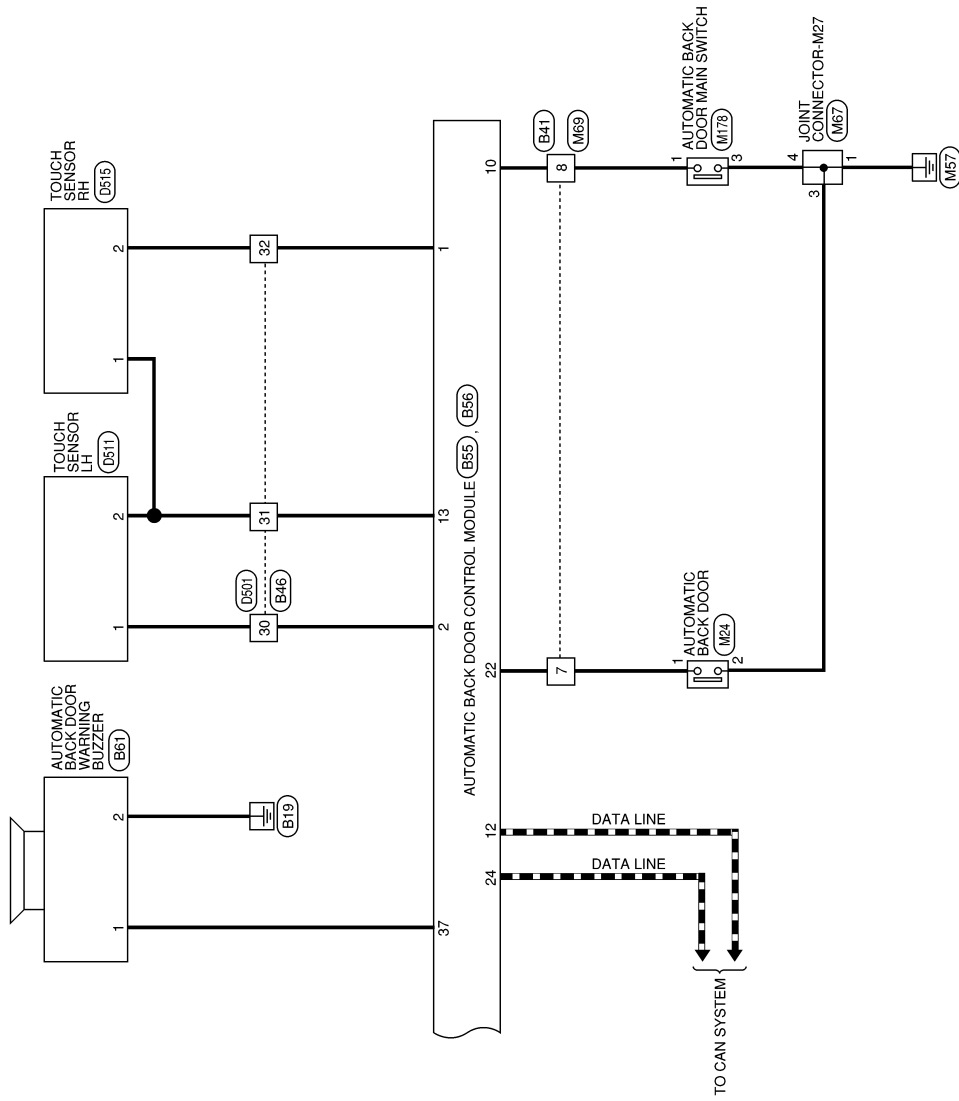 AUTOMATIC
BACK DOOR
WARNING
BUZZER
B61
1
2
B19
TOUCH
SENSOR
LH
D511
1
2
TOUCH
SENSOR
RH
D515
1
2
D501
B46
30
31
32
37
2
13
1
AUTOMATIC BACK DOOR CONTROL MODULE B55 , B56
24
12
22
10
DATA LINE
DATA LINE
TO CAN SYSTEM
7
8
B41
M69
AUTOMATIC
BACK DOOR
M24
1
2
AUTOMATIC BACK
DOOR MAIN SWITCH
M178
1
3
JOINT
CONNECTOR-M27
M67
3
4
1
M57